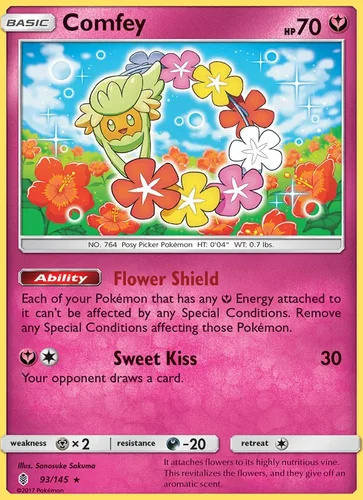 BASIC Comfey HP 70
NO. 764 Posy Picker Pokémon HT: 0'04" WT: 0.7 lbs.
Ability Flower Shield
Each of your Pokémon that has any Energy attached to
it can't be affected by any Special Conditions. Remove
any Special Conditions affecting those Pokémon.
Sweet Kiss 30
Your opponent draws a card.
weakness ×2 resistance -20 retreat
Illus. Sanosuke Sakuma
93/145 ★
©2017 Pokémon
It attaches flowers to its highly nutritious vine.
This revitalizes the flowers, and they give off an
aromatic scent.